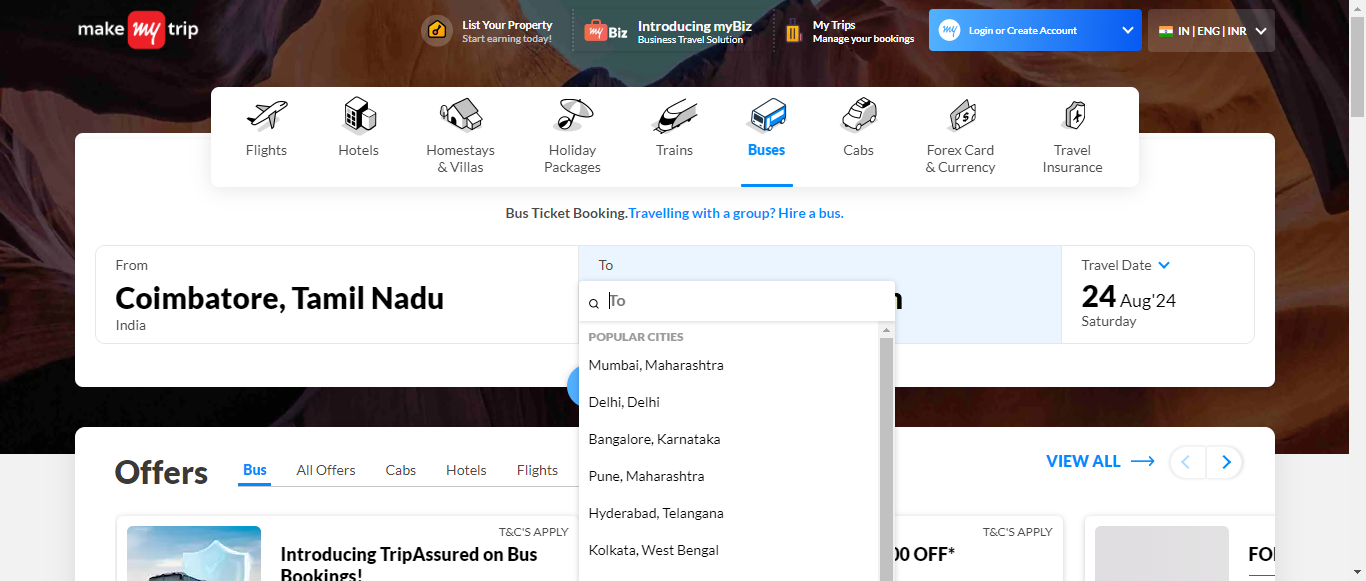 make my trip
List Your Property
Start earning today!
my Biz
Introducing myBiz
Business Travel Solution
My Trips
Manage your bookings
my
Login or Create Account
IN | ENG | INR
Flights
Hotels
Homestays
& Villas
Holiday
Packages
Trains
Buses
Cabs
Forex Card
& Currency
Travel
Insurance
Bus Ticket Booking.Travelling with a group? Hire a bus.
From
Coimbatore, Tamil Nadu
India
To
To
POPULAR CITIES
Mumbai, Maharashtra
Delhi, Delhi
Bangalore, Karnataka
Pune, Maharashtra
Hyderabad, Telangana
Kolkata, West Bengal
Travel Date
24 Aug'24
Saturday
Offers
Bus
All Offers
Cabs
Hotels
Flights
VIEW ALL
T&C'S APPLY
Introducing TripAssured on Bus
Bookings!
T&C'S APPLY
OFF*